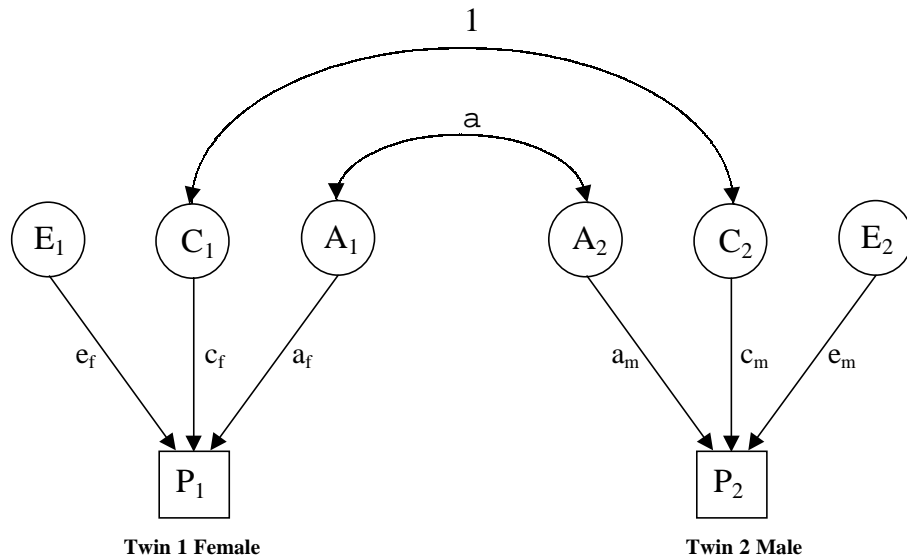 1
a
E1 C1 A1 A2 C2 E2
ef cf af am cm em
P1 P2
Twin 1 Female Twin 2 Male